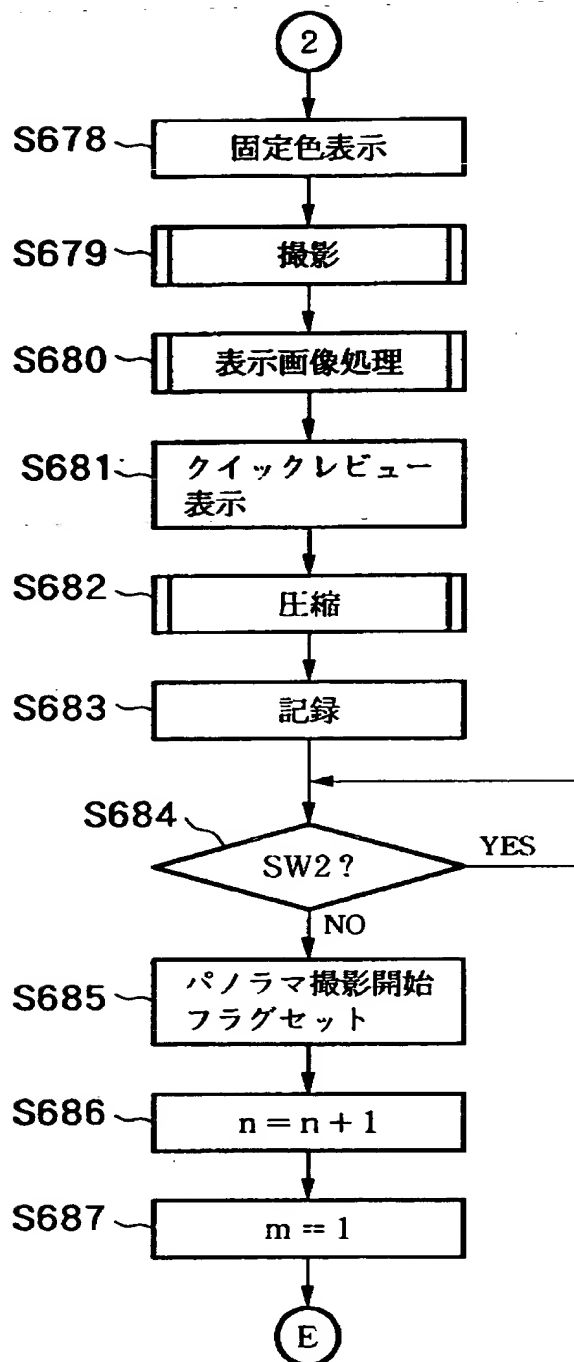 2
S678
固定色表示
S679
撮影
S680
表示画像処理
S681
クイックレビュー
表示
S682
圧縮
S683
記録
S684
SW2?
YES
NO
S685
パノラマ撮影開始
フラグセット
S686
n = n + 1
S687
m = 1
E